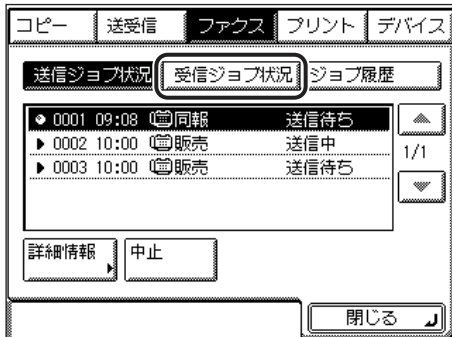 コピー 送受信 ファクス プリント デバイス
送信ジョブ状況 受信ジョブ状況 ジョブ履歴
0001 09:08 同報 送信待ち
0002 10:00 販売 送信中
0003 10:00 販売 送信待ち
1/1
詳細情報 中止
閉じる